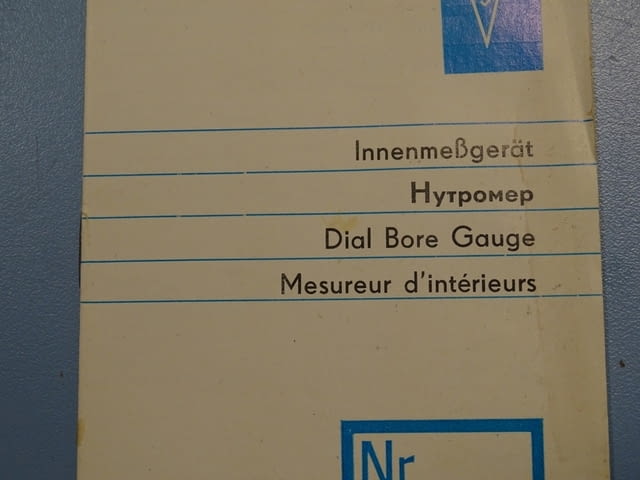 Innenmeßgerät
Нутромер
Dial Bore Gauge
Mesureur d'intérieurs
Nr